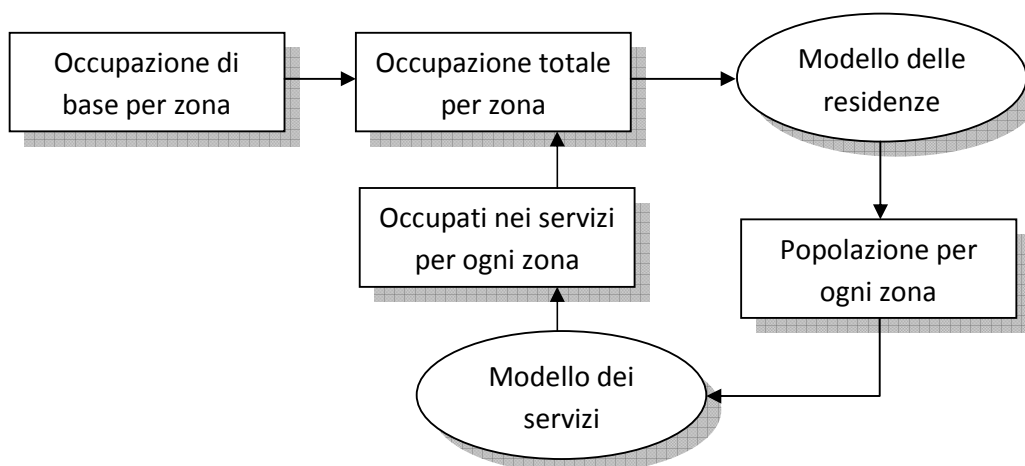 Occupazione di
base per zona
Occupazione totale
per zona
Modello delle
residenze
Occupati nei servizi
per ogni zona
Popolazione per
ogni zona
Modello dei
servizi